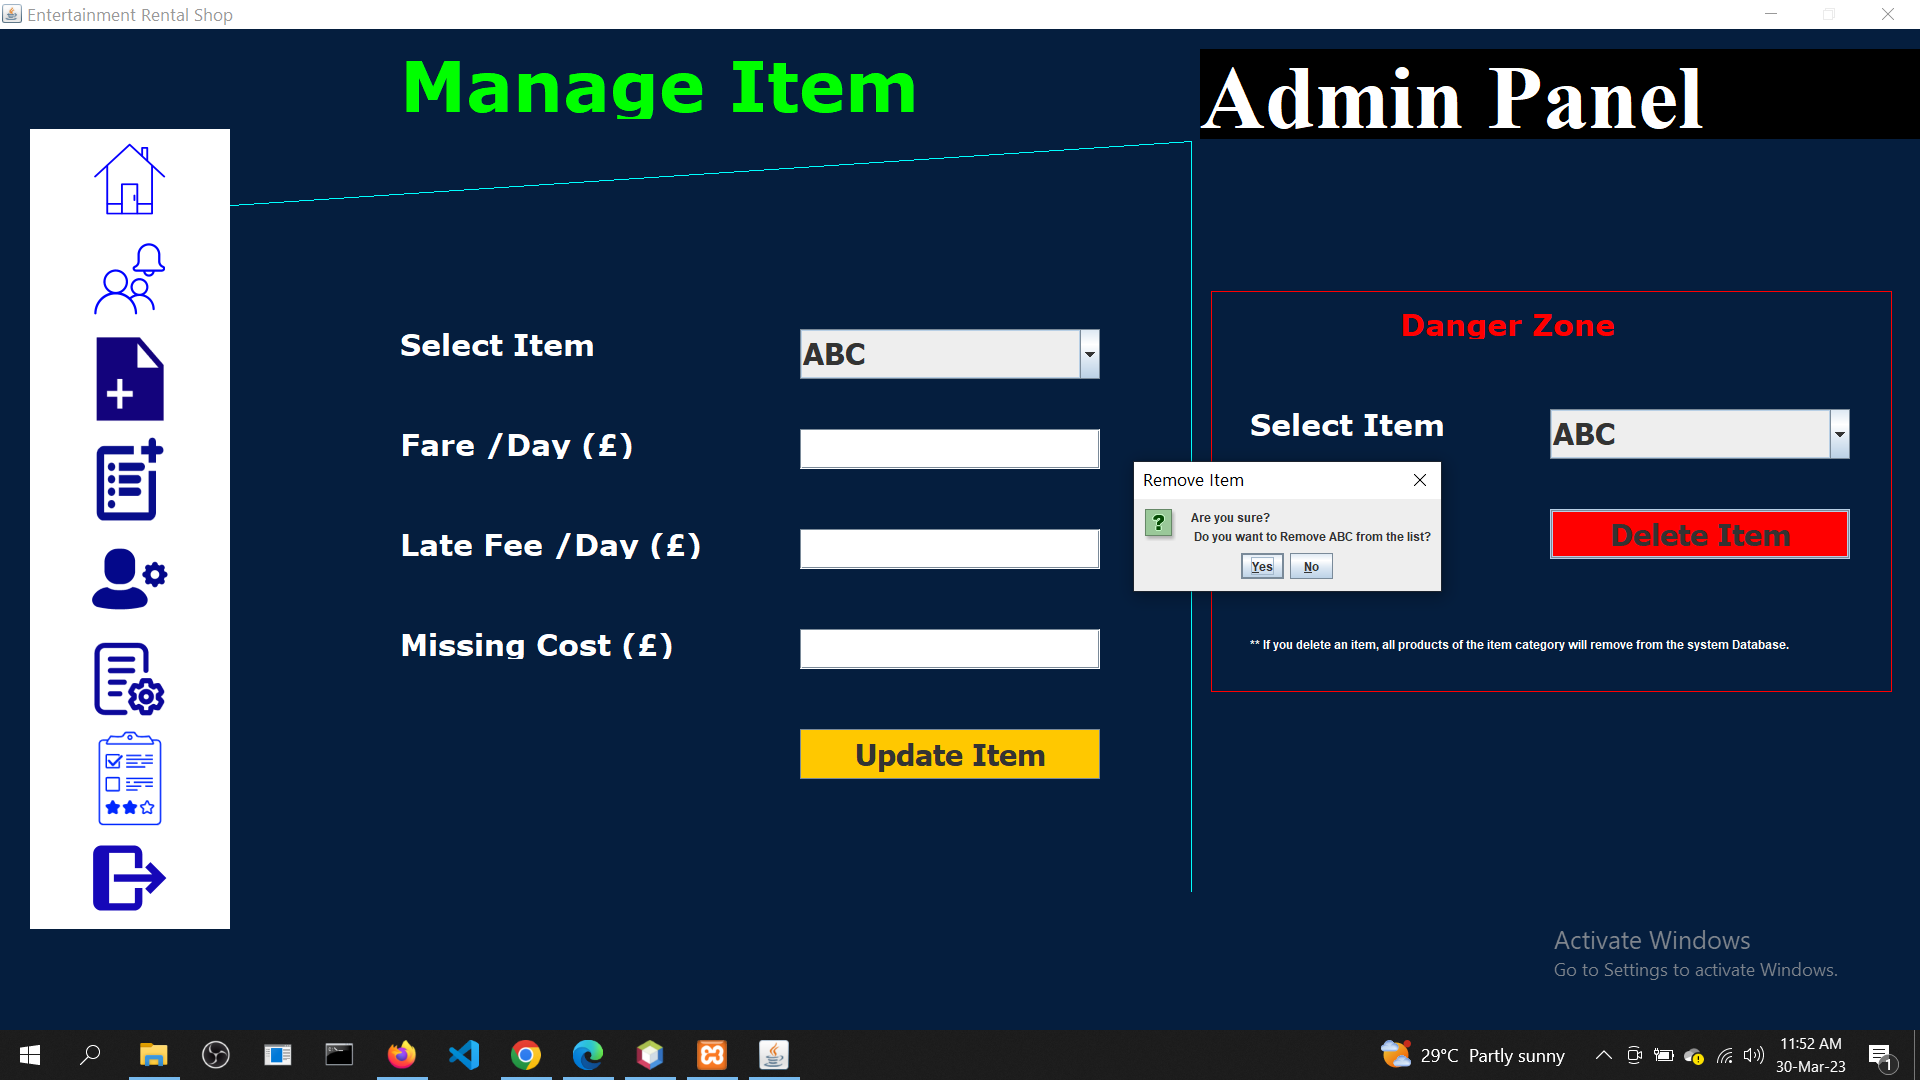 Entertainment Rental Shop
Manage Item
Admin Panel
Select Item
ABC
Fare /Day (£)
Late Fee /Day (£)
Missing Cost (£)
Update Item
Danger Zone
Select Item
ABC
Delete Item
** If you delete an item, all products of the item category will remove from the system Database.
Remove Item
?
Are you sure?
Do you want to Remove ABC from the list?
Yes
No
Activate Windows
Go to Settings to activate Windows.
29°C Partly sunny
11:52 AM
30-Mar-23
1